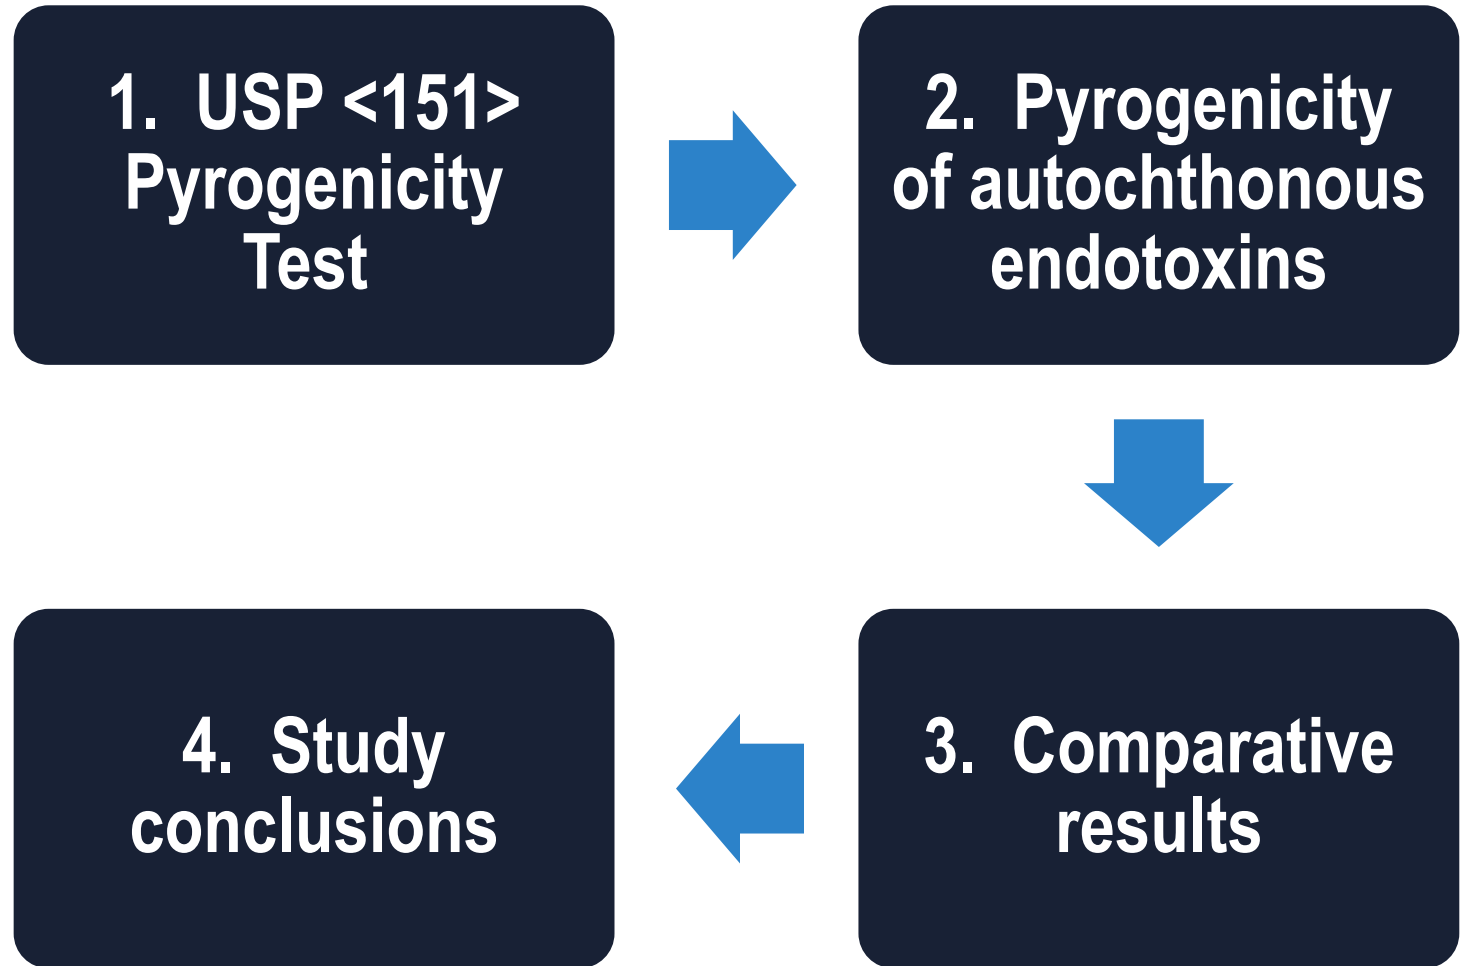 1. USP <151>
Pyrogenicity
Test
2. Pyrogenicity
of autochthonous
endotoxins
3. Comparative
results
4. Study
conclusions